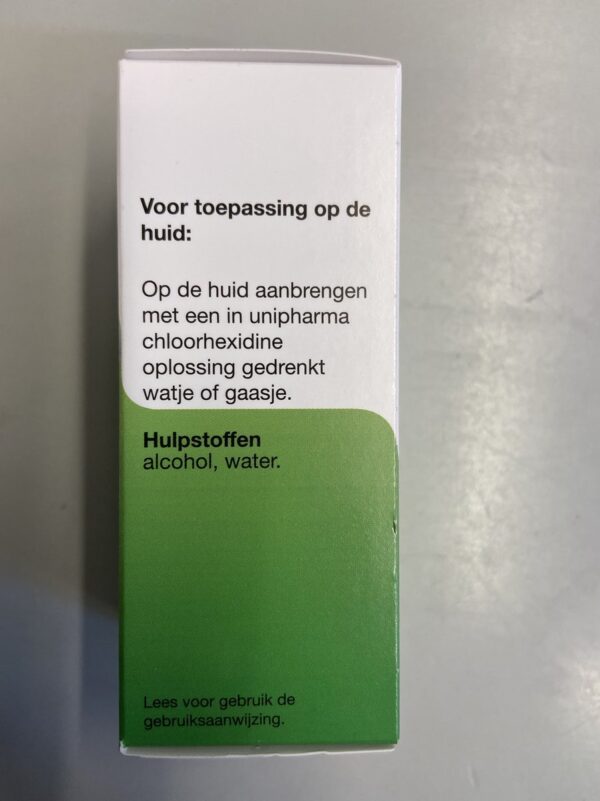 Voor toepassing op de
huid:
Op de huid aanbrengen
met een in unipharma
chloorhexidine
oplossing gedrenkt
watje of gaasje.
Hulpstoffen
alcohol, water.
Lees voor gebruik de
gebruiksaanwijzing.